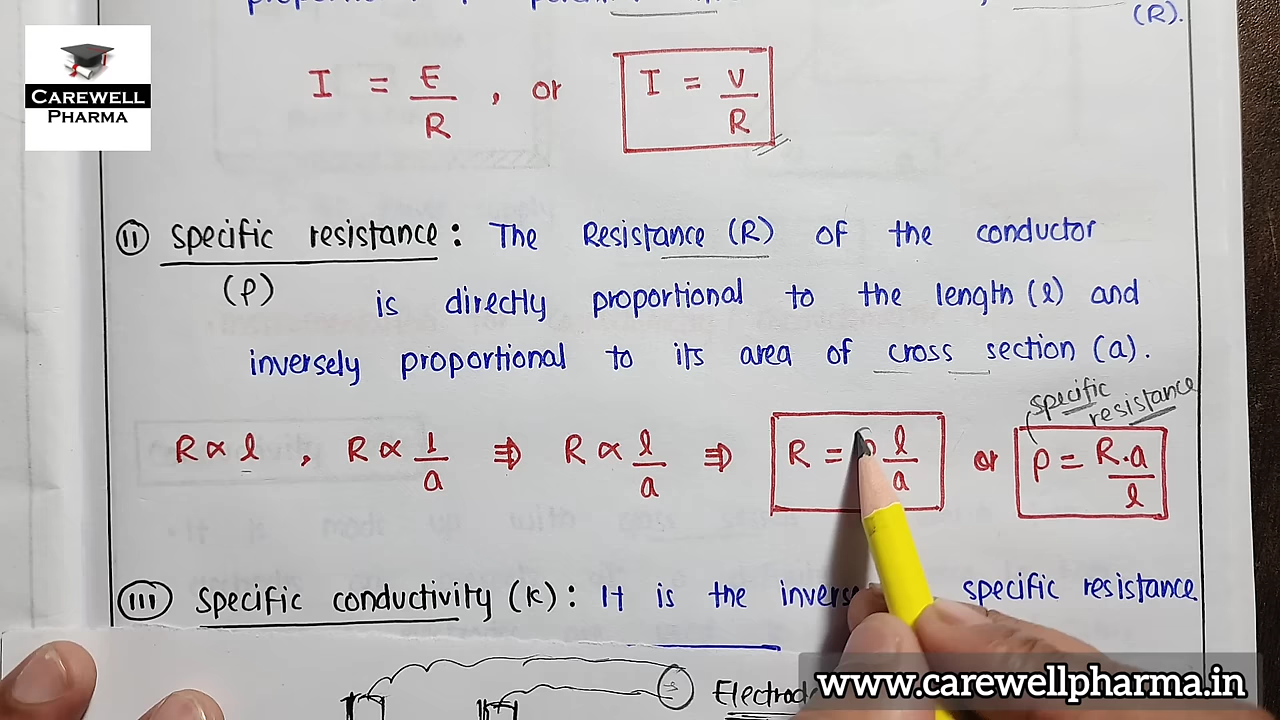 CAREWELL
PHARMA
(R).
I = E/R , or I = V/R
(ii) Specific resistance : The Resistance (R) of the conductor
(ρ)
is directly proportional to the length (l) and
inversely proportional to its area of cross section (a).
specific
resistance
R ∝ l , R ∝ 1/a ⇛ R ∝ l/a ⇛ R = ρ l/a or ρ = R.a/l
(iii) Specific conductivity (K) : It is the inverse specific resistance
www.carewellpharma.in